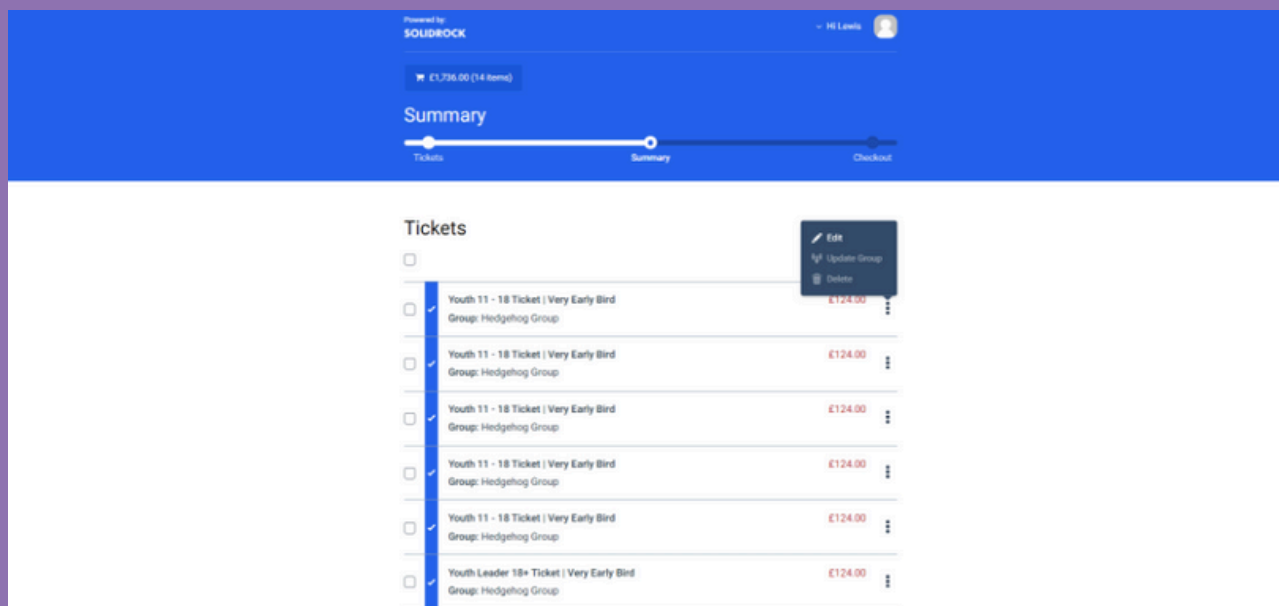 Powered by:
SOLIDROCK
Hi Lewis
£1,736.00 (14 items)
Summary
Tickets
Summary
Checkout
Tickets
Edit
Update Group
Delete
Youth 11 - 18 Ticket | Very Early Bird
£124.00
Group: Hedgehog Group
Youth 11 - 18 Ticket | Very Early Bird
£124.00
Group: Hedgehog Group
Youth 11 - 18 Ticket | Very Early Bird
£124.00
Group: Hedgehog Group
Youth 11 - 18 Ticket | Very Early Bird
£124.00
Group: Hedgehog Group
Youth 11 - 18 Ticket | Very Early Bird
£124.00
Group: Hedgehog Group
Youth Leader 18+ Ticket | Very Early Bird
£124.00
Group: Hedgehog Group